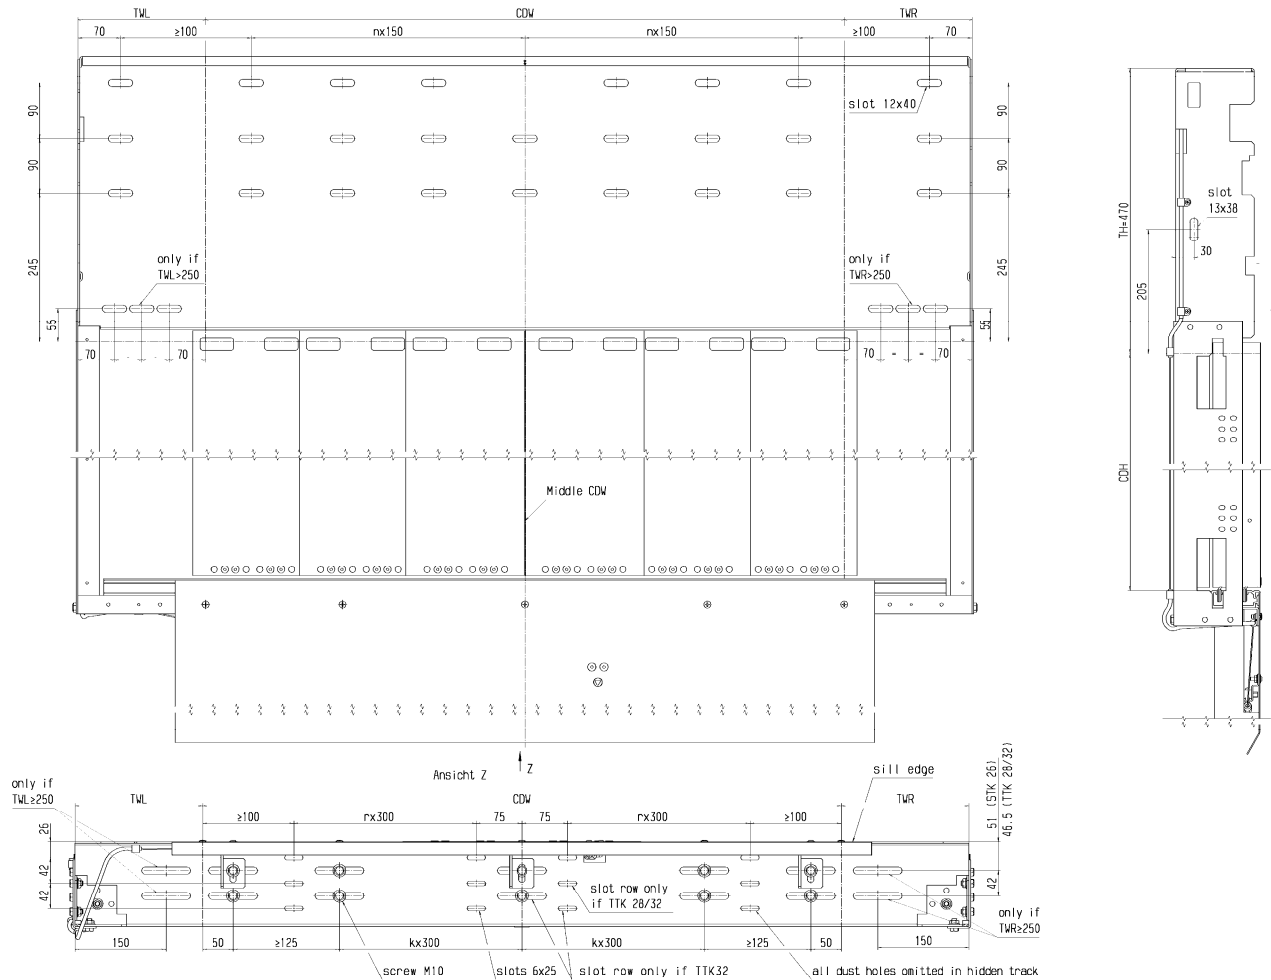 TWL CDW TWR
70 ≥100 nx150 nx150 ≥100 70
slot 12x40
90 90
90 90
slot
13x38
TH=470
30
205
only if
TWL>250
only if
TWR>250
245 245
55 55
70 70 70 = = 70
CDH
Middle CDW
Ansicht Z
Z
sill edge
51 (STK 26)
46.5 (TTK 28/32)
only if
TWL≥250
TWL CDW TWR
≥100 rx300 75 75 rx300 ≥100
26
42
42
42
slot row only
if TTK 28/32
only if
TWR≥250
150 50 ≥125 kx300 kx300 ≥125 50 150
screw M10 slots 6x25 slot row only if TTK32 all dust holes omitted in hidden track